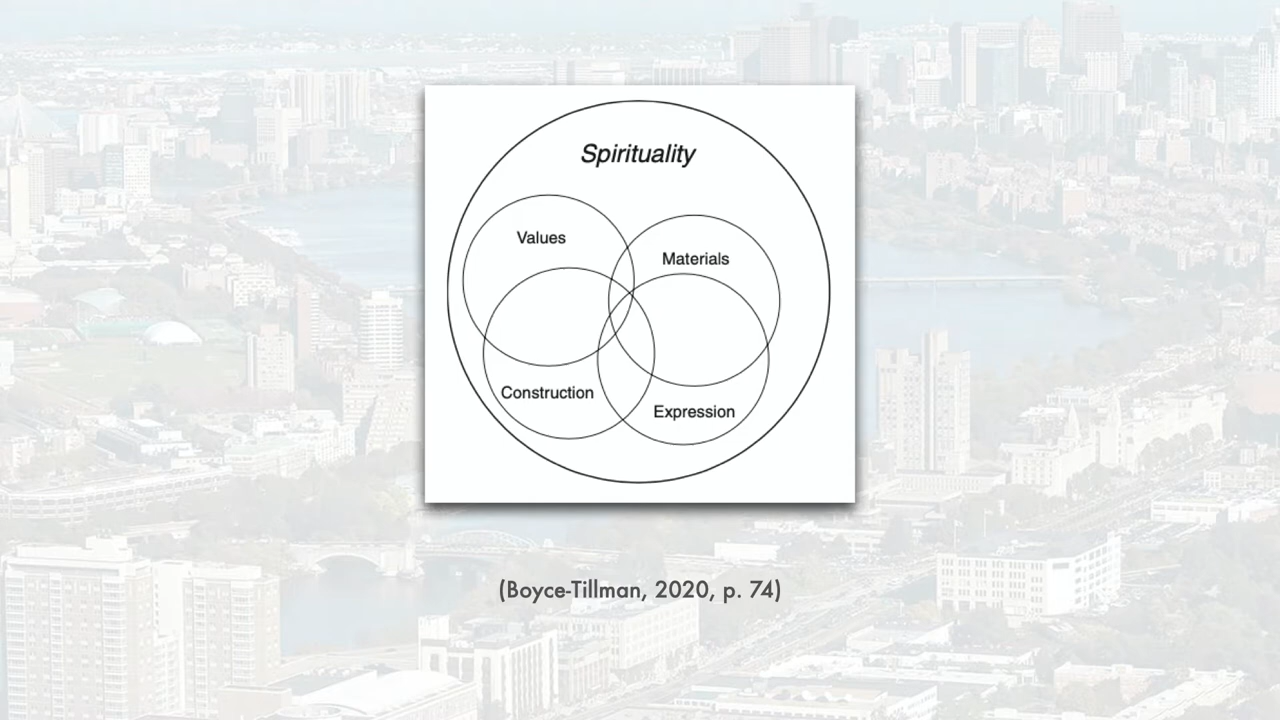 Spirituality
Values
Materials
Construction
Expression
(Boyce-Tillman, 2020, p. 74)